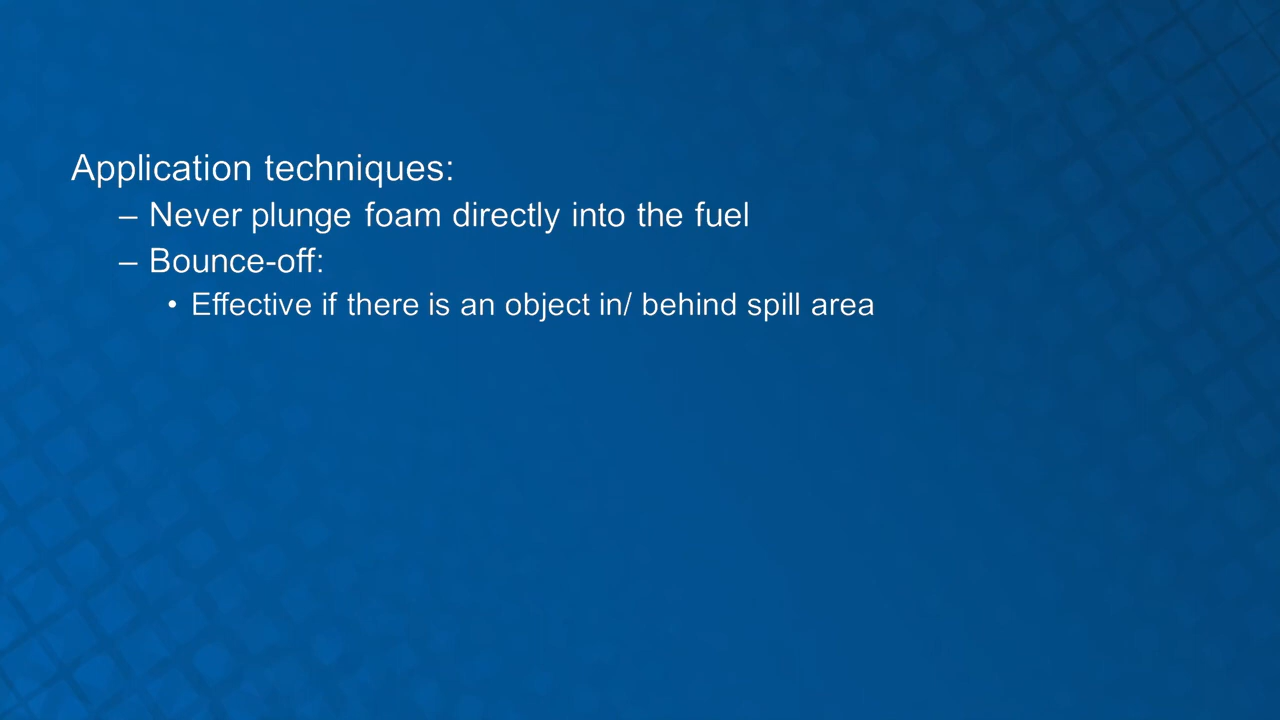 Application techniques:
– Never plunge foam directly into the fuel
– Bounce-off:
• Effective if there is an object in/ behind spill area